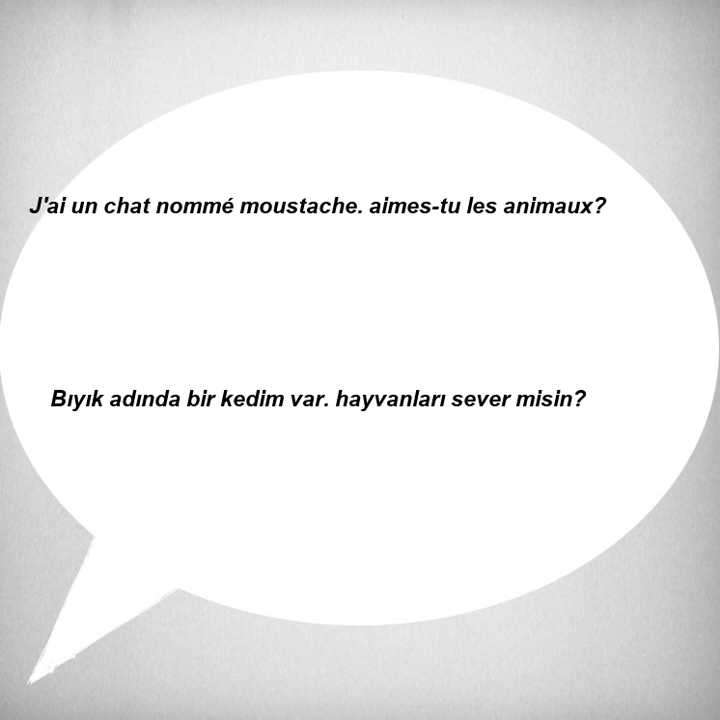 J'ai un chat nommé moustache. aimes-tu les animaux?
Bıyık adında bir kedim var. hayvanları sever misin?